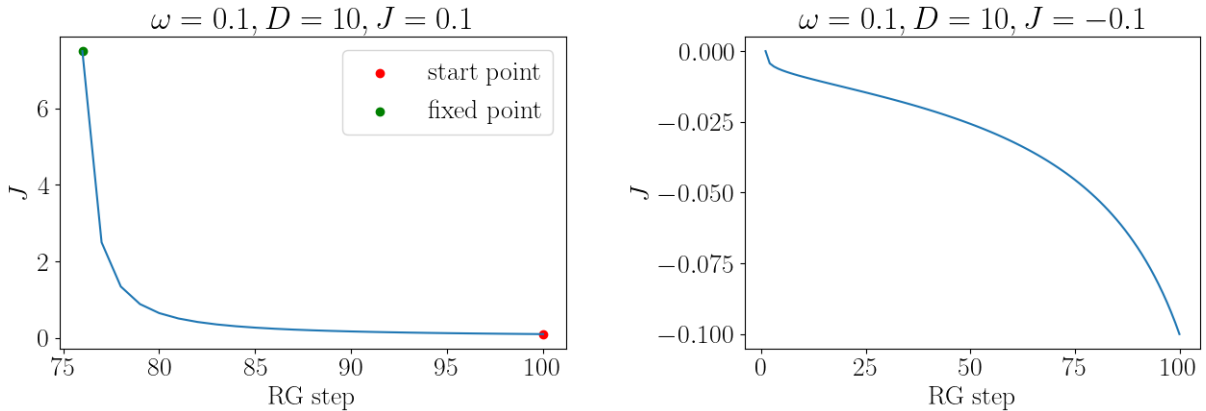 ω = 0.1, D = 10, J = 0.1
6
4
2
0
J
start point
fixed point
75
80
85
90
95
100
RG step
ω = 0.1, D = 10, J = −0.1
0.000
−0.025
−0.050
−0.075
−0.100
J
0
25
50
75
100
RG step